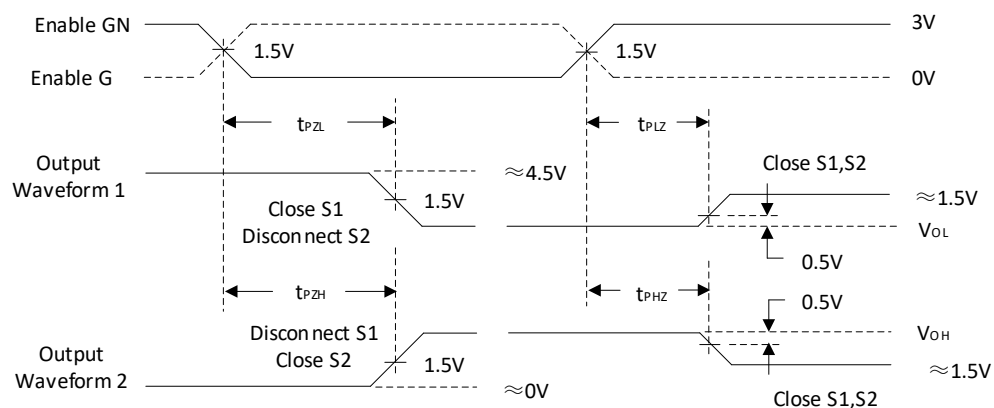 Enable GN
3V
1.5V
1.5V
Enable G
0V
tPZL
tPLZ
Output
Waveform 1
≈4.5V
Close S1,S2
1.5V
≈1.5V
Close S1
Disconnect S2
VOL
0.5V
tPZH
tPHZ
0.5V
Disconnect S1
Close S2
VOH
Output
Waveform 2
1.5V
≈1.5V
≈0V
Close S1,S2